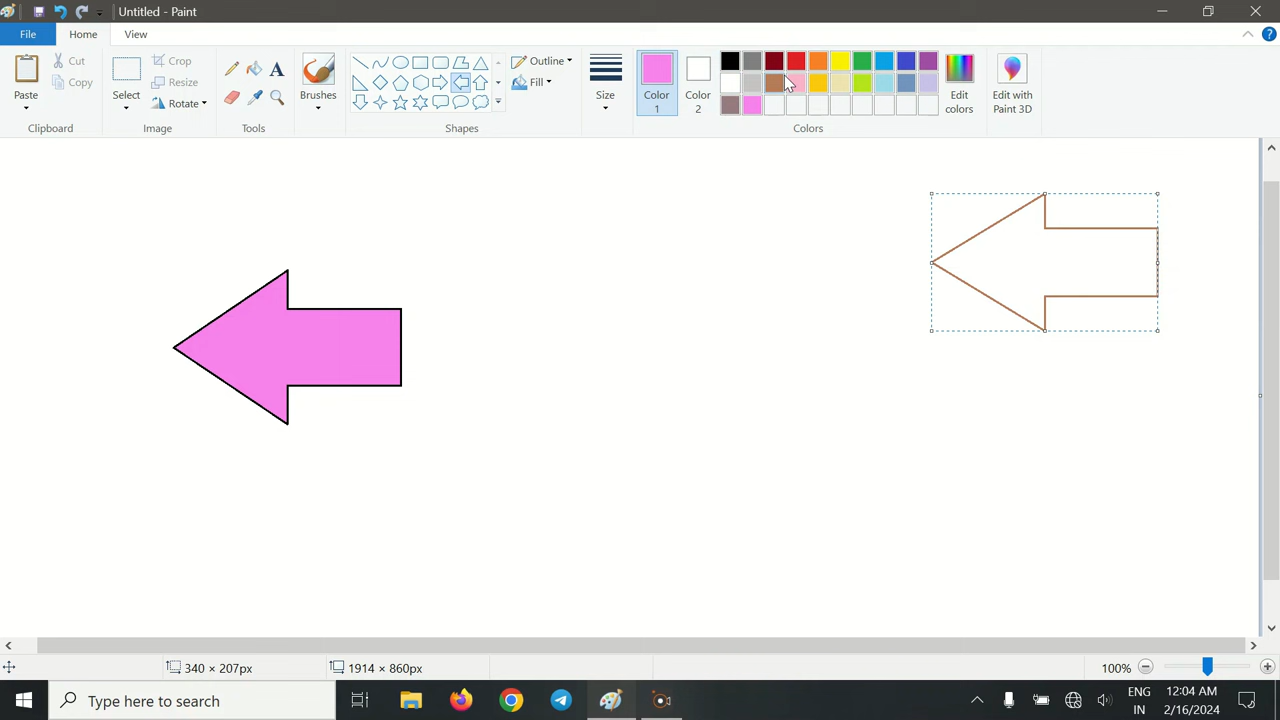 Untitled - Paint
File
Home
View
Paste
Cut
Copy
Clipboard
Select
Crop
Resize
Rotate
Image
A
Tools
Brushes
Shapes
Outline
Fill
Size
Color 1
Color 2
Edit colors
Colors
Edit with Paint 3D
340 × 207px
1914 × 860px
100%
Type here to search
ENG
IN
12:04 AM
2/16/2024